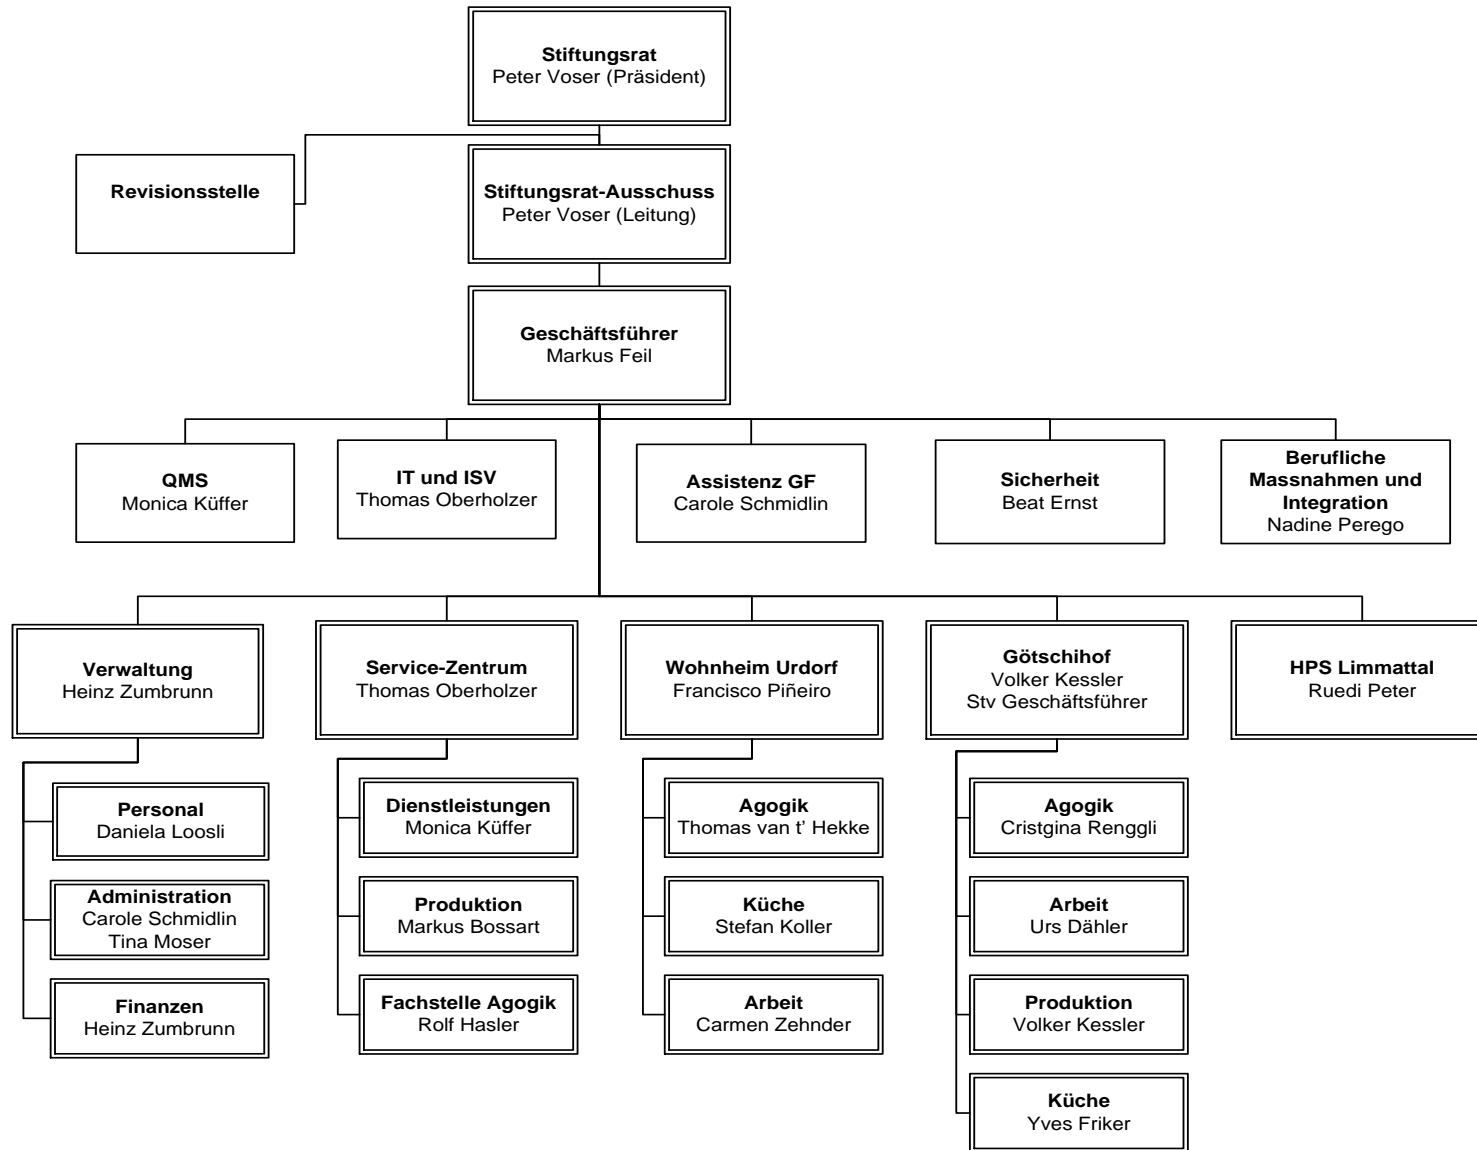 Stiftungsrat
Peter Voser (Präsident)
Revisionsstelle
Stiftungsrat-Ausschuss
Peter Voser (Leitung)
Geschäftsführer
Markus Feil
QMS
Monica Küffer
IT und ISV
Thomas Oberholzer
Assistenz GF
Carole Schmidlin
Sicherheit
Beat Ernst
Berufliche
Massnahmen und
Integration
Nadine Perego
Verwaltung
Heinz Zumbrunn
Service-Zentrum
Thomas Oberholzer
Wohnheim Urdorf
Francisco Piñeiro
Götschihof
Volker Kessler
Stv Geschäftsführer
HPS Limmattal
Ruedi Peter
Personal
Daniela Loosli
Administration
Carole Schmidlin
Tina Moser
Finanzen
Heinz Zumbrunn
Dienstleistungen
Monica Küffer
Produktion
Markus Bossart
Fachstelle Agogik
Rolf Hasler
Agogik
Thomas van t' Hekke
Küche
Stefan Koller
Arbeit
Carmen Zehnder
Agogik
Cristgina Renggli
Arbeit
Urs Dähler
Produktion
Volker Kessler
Küche
Yves Friker